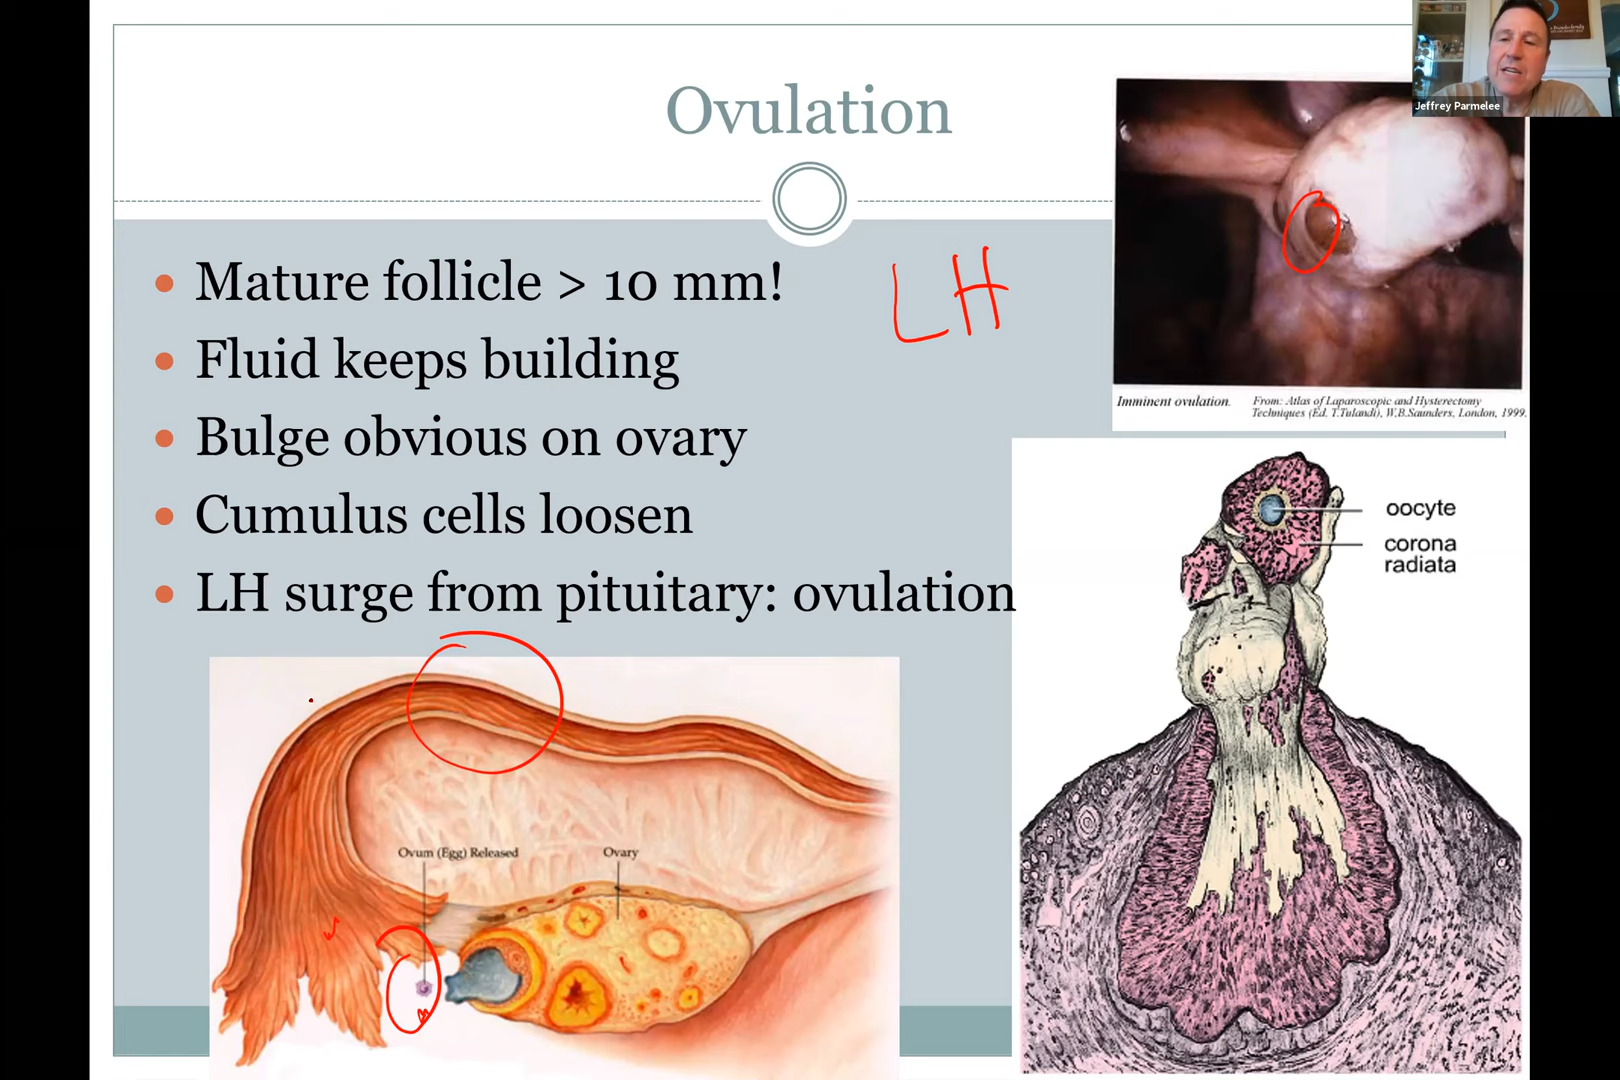 Jeffrey Parmelee
Ovulation
Mature follicle > 10 mm!
Fluid keeps building
Bulge obvious on ovary
Cumulus cells loosen
LH surge from pituitary: ovulation
LH
Imminent ovulation.
From: Atlas of Laparoscopic and Hysterectomy
Techniques (Ed. T.Tulandi), W.B.Saunders, London, 1999.
oocyte
corona
radiata
Ovum (Egg) Released
Ovary